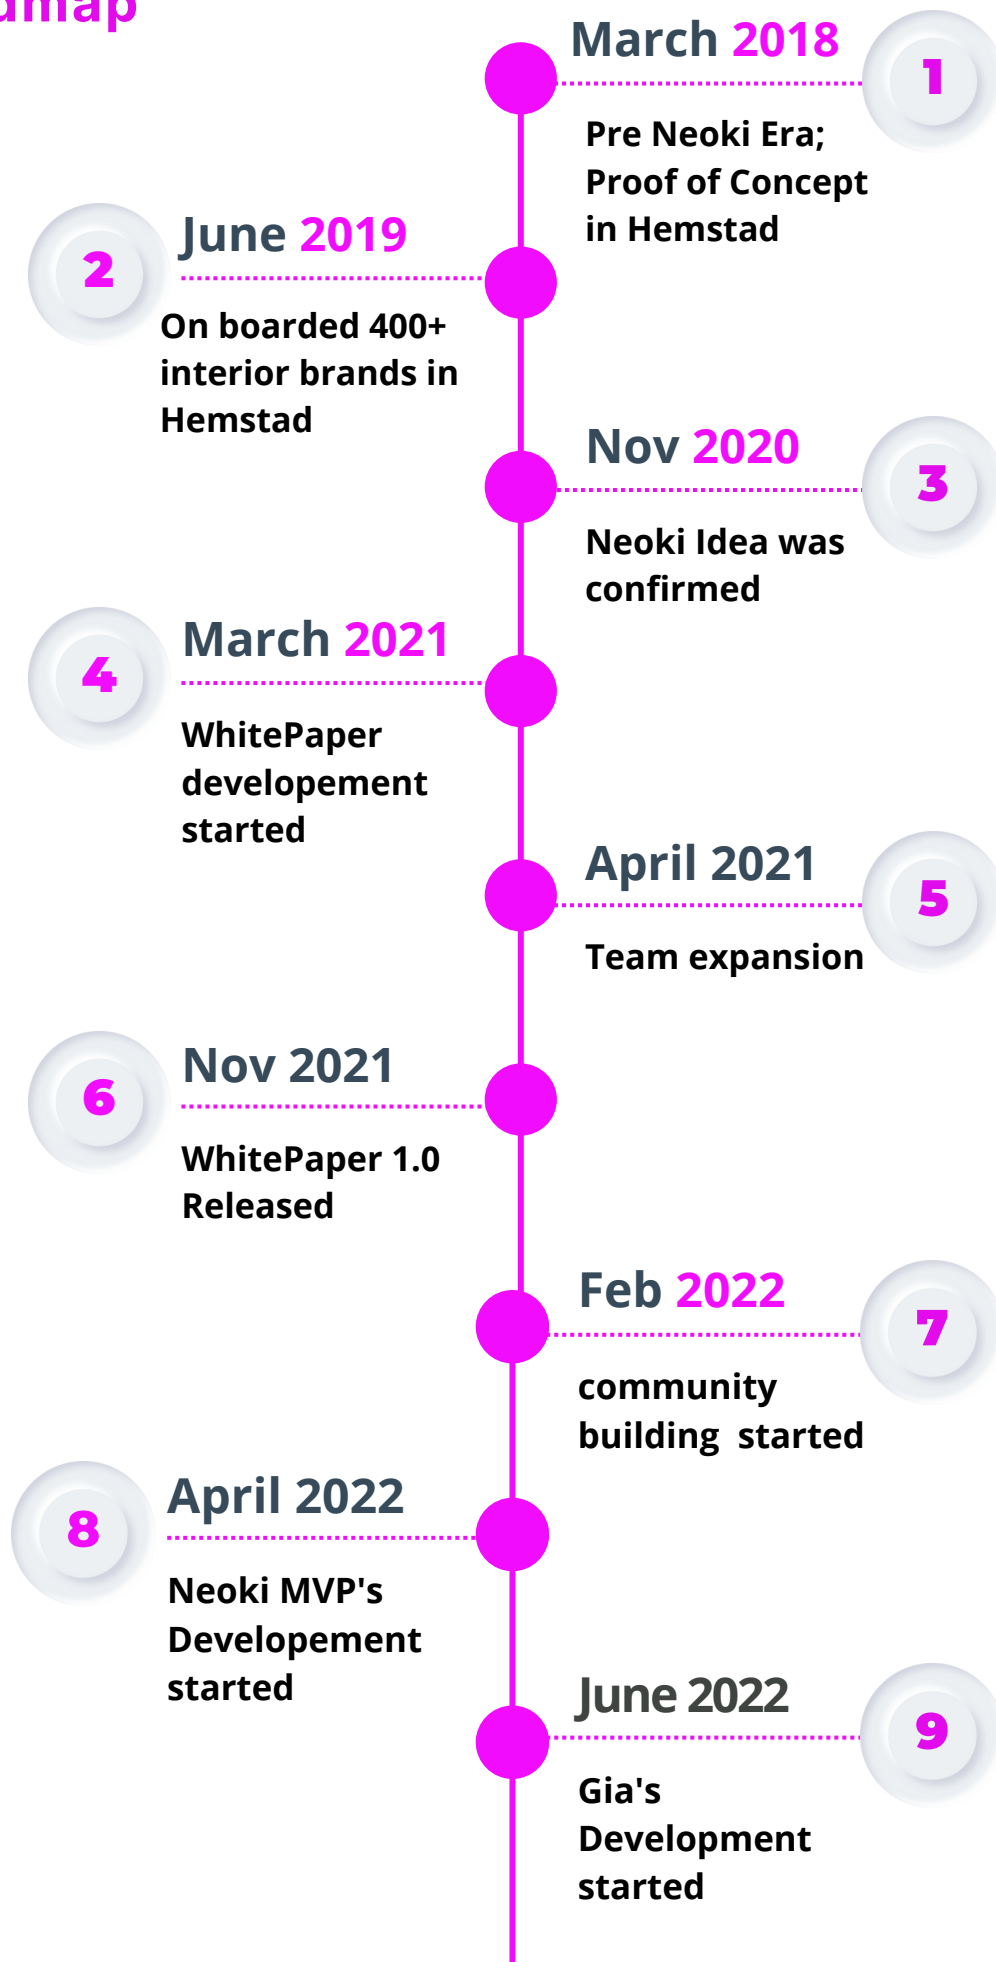 March 2018
1
Pre Neoki Era;
Proof of Concept
in Hemstad
2
June 2019
On boarded 400+
interior brands in
Hemstad
Nov 2020
3
Neoki Idea was
confirmed
4
March 2021
WhitePaper
developement
started
April 2021
5
Team expansion
6
Nov 2021
WhitePaper 1.0
Released
Feb 2022
7
community
building started
8
April 2022
Neoki MVP's
Developement
started
June 2022
9
Gia's
Development
started